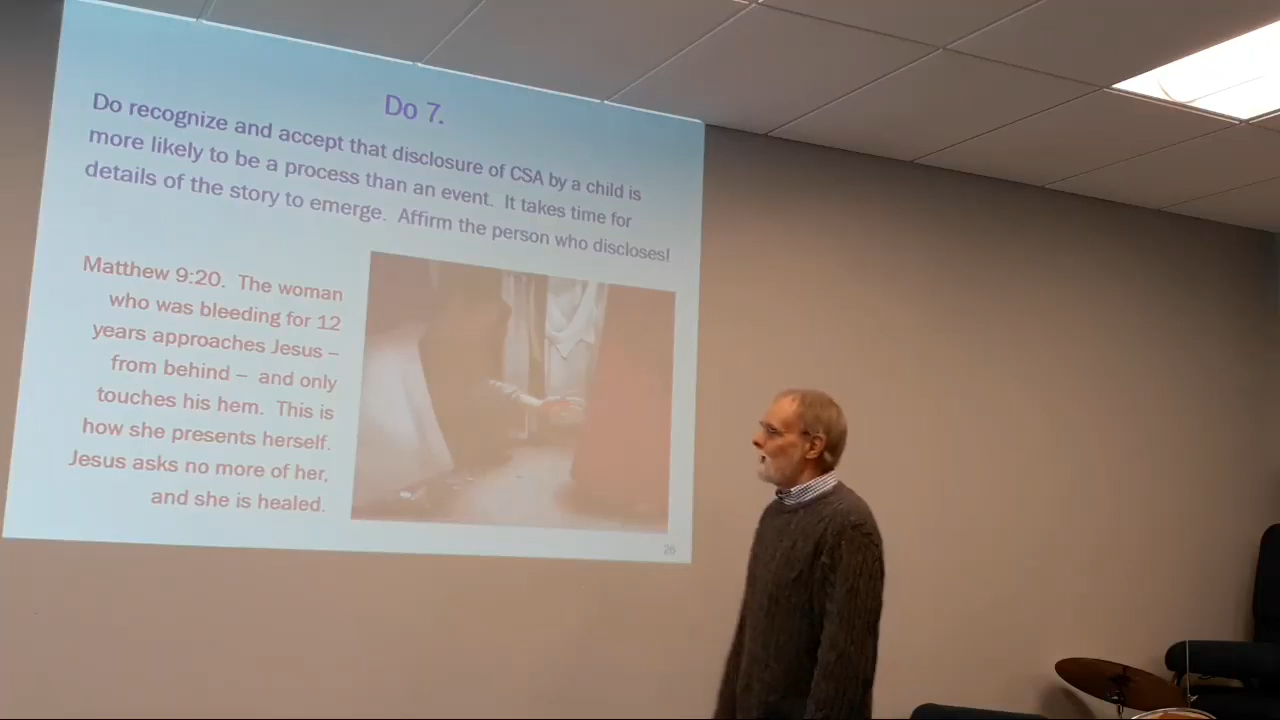 Do 7.
Do recognize and accept that disclosure of CSA by a child is
more likely to be a process than an event. It takes time for
details of the story to emerge. Affirm the person who discloses!
Matthew 9:20. The woman
who was bleeding for 12
years approaches Jesus –
from behind – and only
touches his hem. This is
how she presents herself.
Jesus asks no more of her,
and she is healed.
26